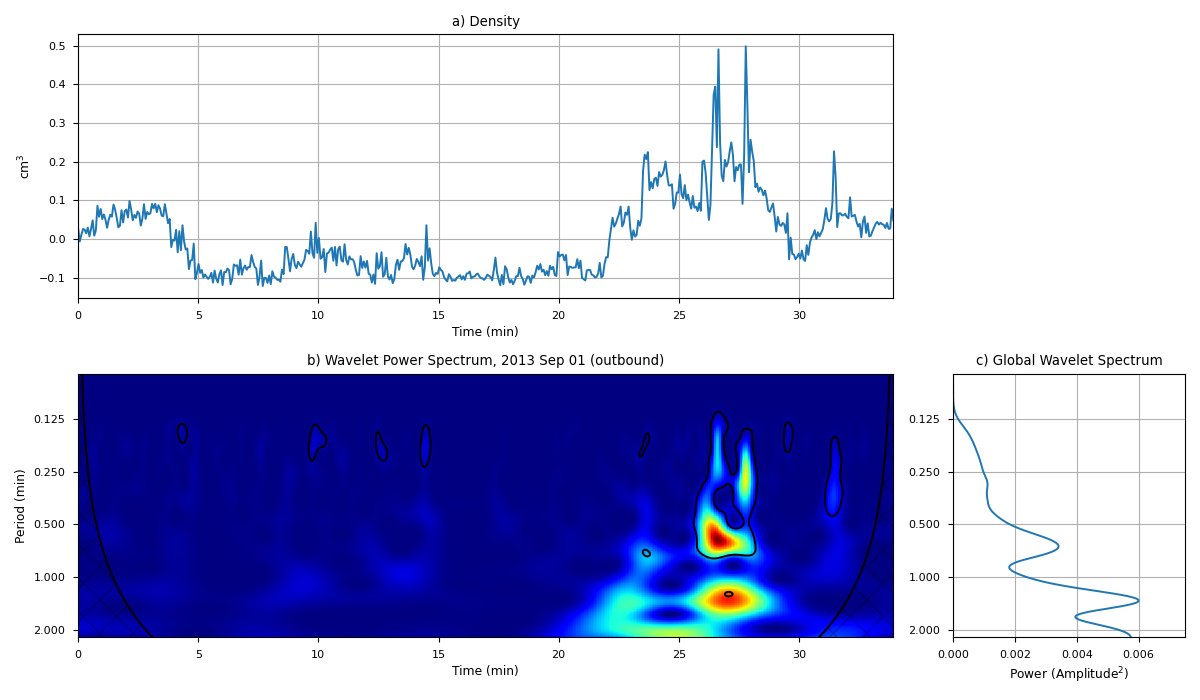 a) Density
0.5
0.4
0.3
0.2
0.1
0.0
−0.1
cm³
0 5 10 15 20 25 30
Time (min)
b) Wavelet Power Spectrum, 2013 Sep 01 (outbound)
0.125
0.250
0.500
1.000
2.000
Period (min)
0 5 10 15 20 25 30
Time (min)
c) Global Wavelet Spectrum
0.125
0.250
0.500
1.000
2.000
0.000 0.002 0.004 0.006
Power (Amplitude²)